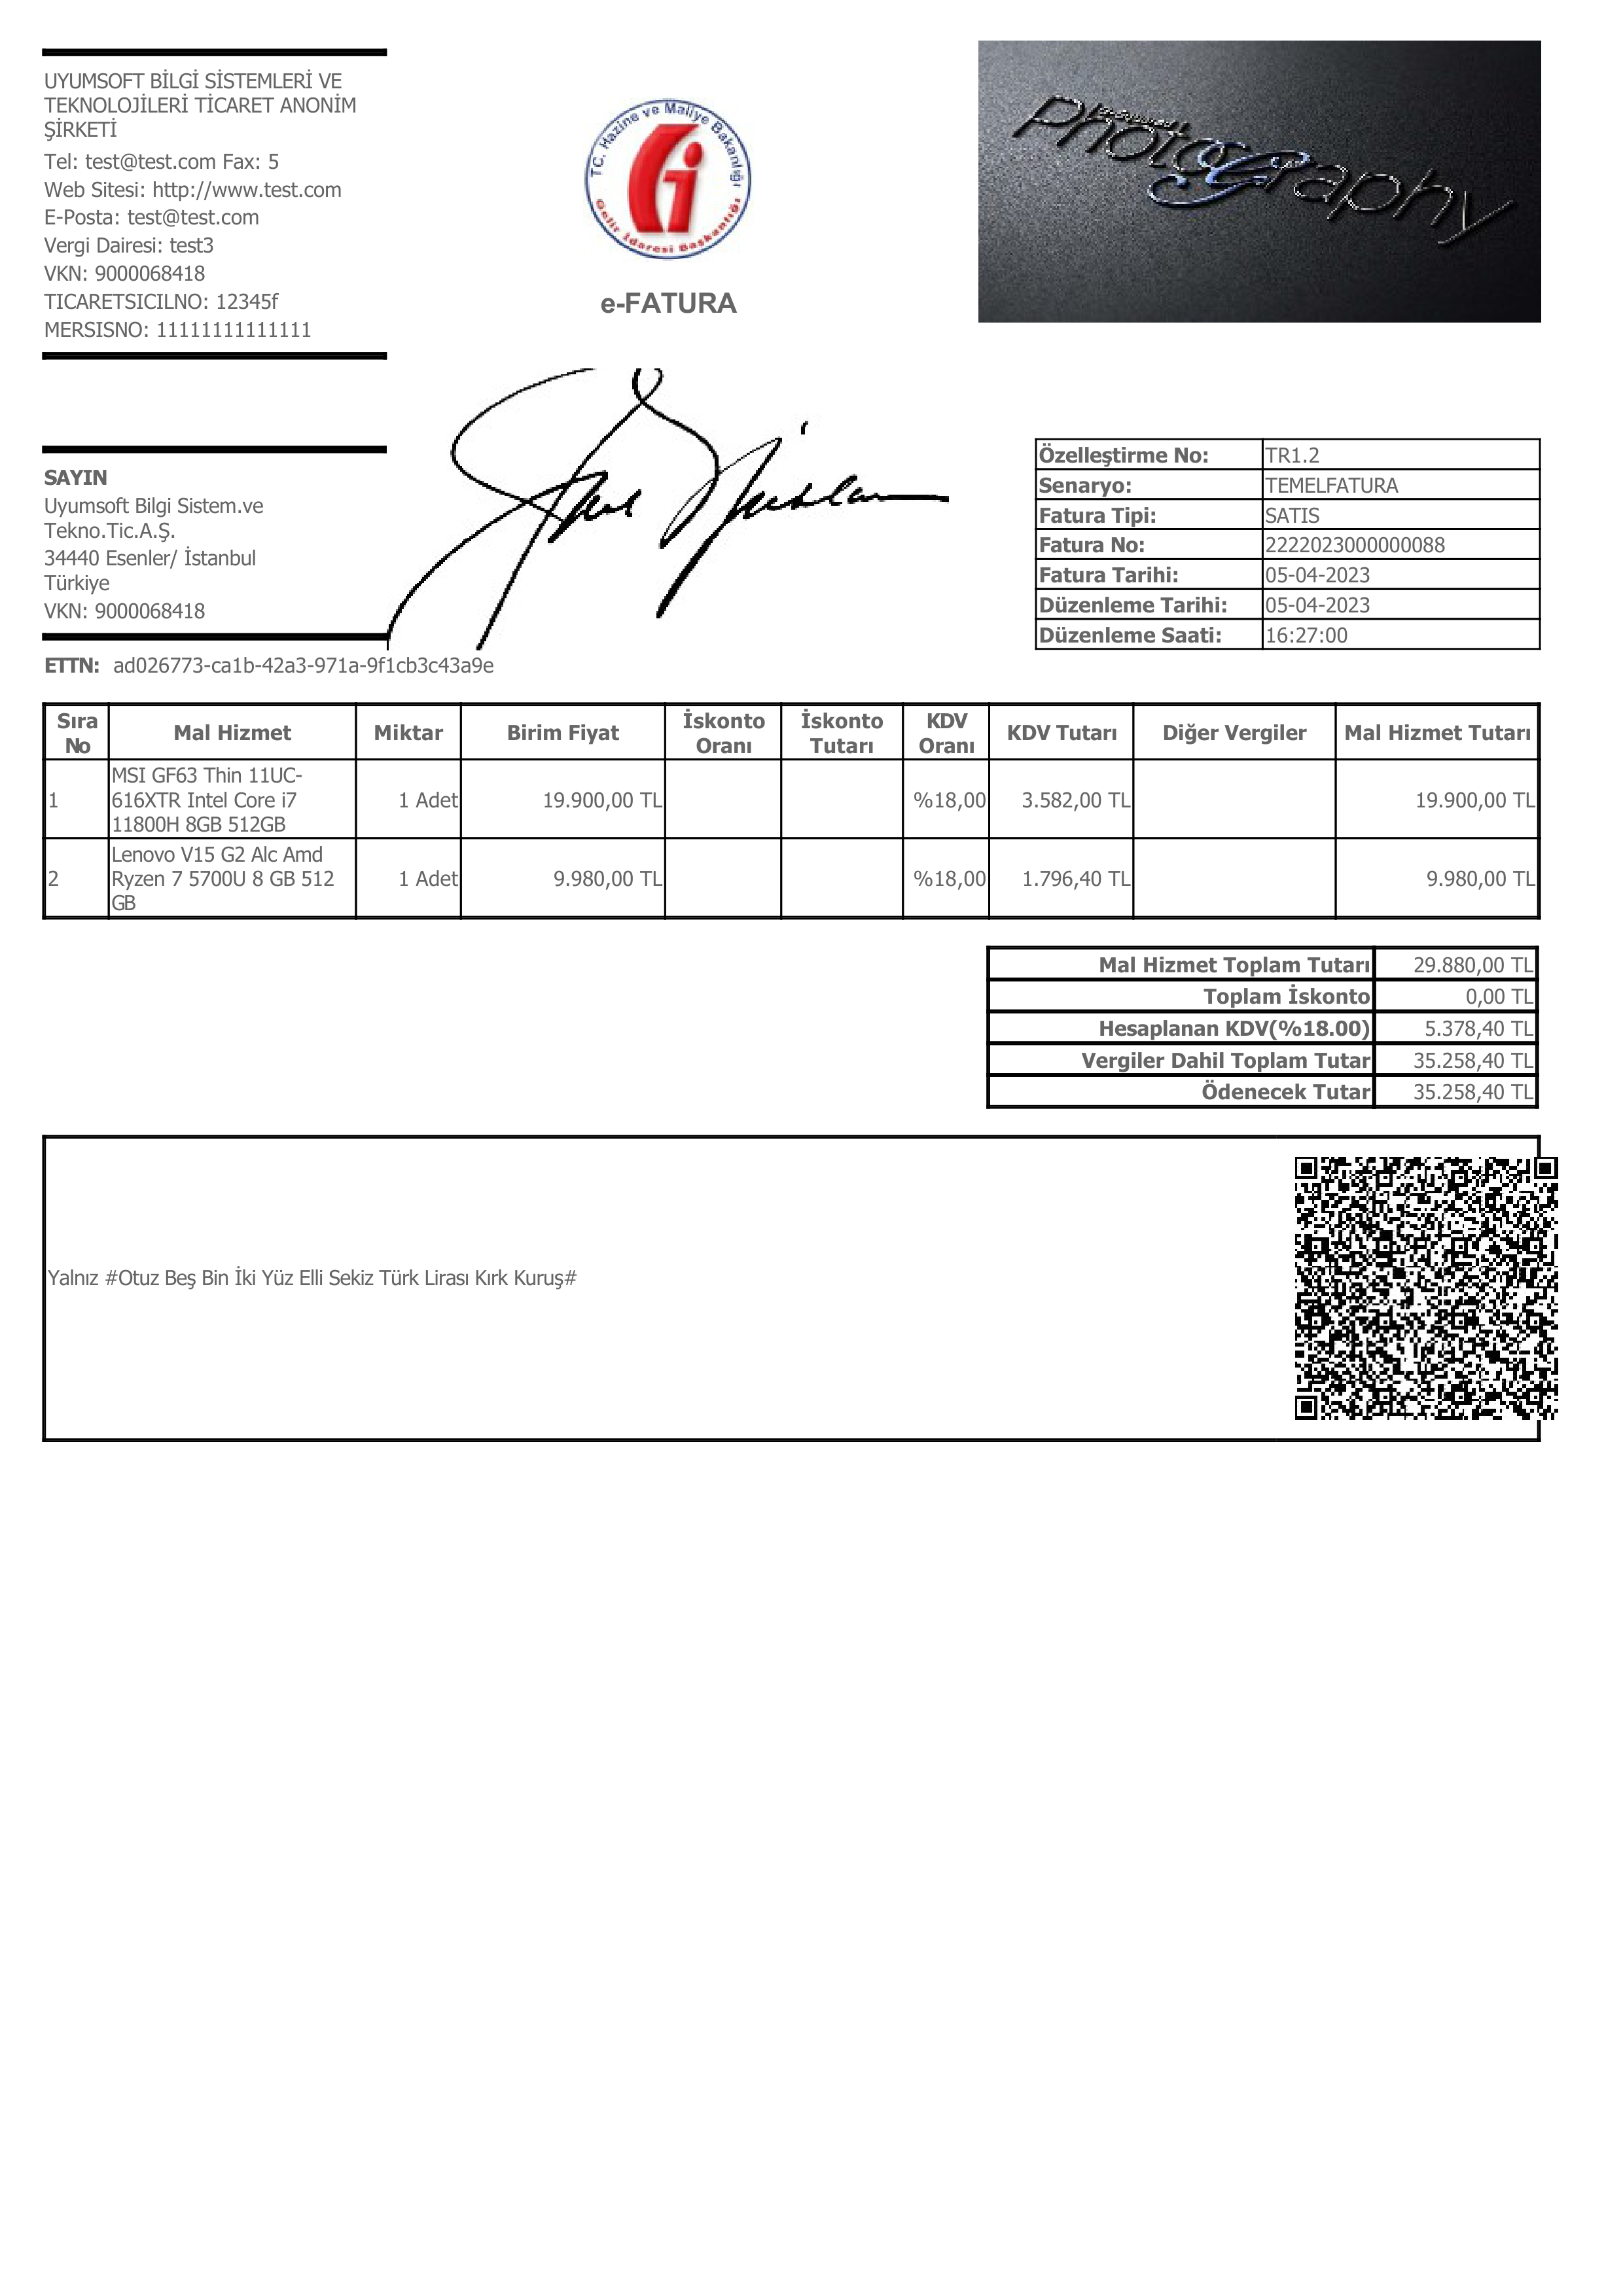 UYUMSOFT BİLGİ SİSTEMLERİ VE
TEKNOLOJİLERİ TİCARET ANONİM
ŞİRKETİ
Tel: test@test.com Fax: 5
Web Sitesi: http://www.test.com
E-Posta: test@test.com
Vergi Dairesi: test3
VKN: 9000068418
TICARETSICILNO: 12345f
MERSISNO: 11111111111111
T.C. Hazine ve Maliye Bakanlığı
Gelir İdaresi Başkanlığı
e-FATURA
Photography
SAYIN
Uyumsoft Bilgi Sistem.ve
Tekno.Tic.A.Ş.
34440 Esenler/ İstanbul
Türkiye
VKN: 9000068418
Özelleştirme No: TR1.2
Senaryo: TEMELFATURA
Fatura Tipi: SATIS
Fatura No: 2222023000000088
Fatura Tarihi: 05-04-2023
Düzenleme Tarihi: 05-04-2023
Düzenleme Saati: 16:27:00
ETTN: ad026773-ca1b-42a3-971a-9f1cb3c43a9e
Sıra No Mal Hizmet Miktar Birim Fiyat İskonto Oranı İskonto Tutarı KDV Oranı KDV Tutarı Diğer Vergiler Mal Hizmet Tutarı
1 MSI GF63 Thin 11UC-
616XTR Intel Core i7
11800H 8GB 512GB
1 Adet 19.900,00 TL %18,00 3.582,00 TL 19.900,00 TL
2 Lenovo V15 G2 Alc Amd
Ryzen 7 5700U 8 GB 512
GB
1 Adet 9.980,00 TL %18,00 1.796,40 TL 9.980,00 TL
Mal Hizmet Toplam Tutarı 29.880,00 TL
Toplam İskonto 0,00 TL
Hesaplanan KDV(%18.00) 5.378,40 TL
Vergiler Dahil Toplam Tutar 35.258,40 TL
Ödenecek Tutar 35.258,40 TL
Yalnız #Otuz Beş Bin İki Yüz Elli Sekiz Türk Lirası Kırk Kuruş#